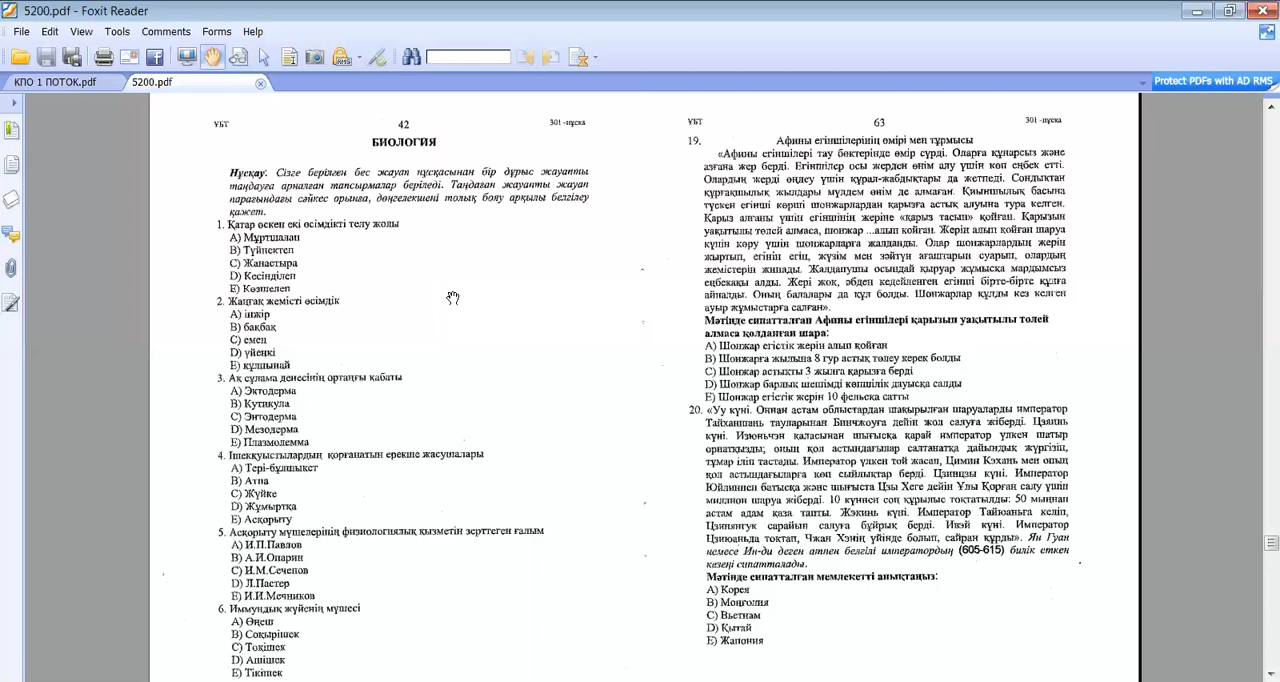 5200.pdf - Foxit Reader
File Edit View Tools Comments Forms Help
КПО 1 ПОТОК.pdf 5200.pdf
Protect PDFs with AD RMS
ҰБТ 42 301-нұсқа
БИОЛОГИЯ
Нұсқау: Сізге берілген бес жауап нұсқасынан бір дұрыс жауапты
таңдауға арналған тапсырмалар беріледі. Таңдаған жауапты жауап
парағындағы сәйкес орынға, дөңгелекшені толық бояу арқылы белгілеу
қажет.
1. Қатар өскен екі өсімдікті телу жолы
A) Мұртшалап
B) Түйнектеп
C) Жанастыра
D) Кесінділеп
E) Көзшелеп
2. Жаңғақ жемісті өсімдік
A) інжір
B) бақбақ
C) емен
D) үйеңкі
E) құлпынай
3. Ақ сұлама денесінің ортаңғы қабаты
A) Эктодерма
B) Кутикула
C) Энтодерма
D) Мезодерма
E) Плазмолемма
4. Ішекқуыстылардың қорғанатын ерекше жасушалары
A) Тері-бұлшықет
B) Атпа
C) Жүйке
D) Жұмыртқа
E) Асқорыту
5. Асқорыту мүшелерінің физиологиялық қызметін зерттеген ғалым
A) И.П.Павлов
B) А.И.Опарин
C) И.М.Сеченов
D) Л.Пастер
E) И.И.Мечников
6. Иммундық жүйенің мүшесі
A) Өңеш
B) Соқырішек
C) Тоқішек
D) Ащішек
E) Тікішек
ҰБТ 63 301-нұсқа
19. Афины егіншілерінің өмірі мен тұрмысы
«Афины егіншілері тау бөктерінде өмір сүрді. Оларға құнарсыз және
азғана жер берді. Егіншілер осы жерден өнім алу үшін көп еңбек етті.
Олардың жерді өңдеу үшін құрал-жабдықтары да жетпеді. Сондықтан
құрғақшылық жылдары мүлдем өнім де алмаған. Қиыншылық басына
түскен егінші көрші шонжарлардан қарызға астық алуына тура келген.
Қарыз алғаны үшін егіншінің жеріне «қарыз тасын» қойған. Қарызын
уақытылы төлей алмаса, шонжар ...алып қойған. Жерін алып қойған шаруа
күнін көру үшін шонжарларға жалданды. Олар шонжарлардың жерін
жыртып, егінін егіп, жүзім мен зәйтүн ағаштарын суарып, олардың
жемістерін жинады. Жалдапушы осындай қыруар жұмысқа мардымсыз
еңбекақы алды. Жері жоқ, әбден кедейленген егінші бірте-бірте құлға
айналды. Оның балалары да құл болды. Шонжарлар құлды кез келген
ауыр жұмыстарға салған».
Мәтінде сипатталған Афины егіншілері қарызын уақытылы төлей
алмаса қолданған шара:
A) Шонжар егістік жерін алып қойған
B) Шонжарға жылына 8 гур астық төлеу керек болды
C) Шонжар астықты 3 жылға қарызға берді
D) Шонжар барлық шешімді көпшілік дауысқа салды
E) Шонжар егістік жерін 10 фельсқа сатты
20. «Уу күні. Оннан астам облыстардан шақырылған шаруаларды император
Тайханшань тауларынан Бинчжоуға дейін жол салуға жіберді. Цзяинь
күні. Изюньчэн қаласынан шығысқа қарай император үлкен шатыр
орнатқызды; оның қол астындағылар салтанатқа дайындық жүргізіп,
тұмар іліп тастады. Император үлкен той жасап, Цимин Кэхань мен оның
қол астындағыларға көп сыйлықтар берді. Цзинцзы күні. Император
Юйлиннен батысқа және шығыста Цзы Хеге дейін Ұлы Қорған салу үшін
миллион шаруа жіберді. 10 күннен соң құрылыс тоқтатылды: 50 мыңнан
астам адам қаза тапты. Жэкинь күні. Император Тайюаньға келіп,
Цзинянгук сарайын салуға бұйрық берді. Ивэй күні. Император
Цзиюаньда тоқтап, Чжан Хэнің үйінде болып, сайран құрды». Ян Гуан
немесе Ин-ди деген атпен белгілі императордың (605-615) билік еткен
кезеңі сипатталады.
Мәтінде сипатталған мемлекетті анықтаңыз:
A) Корея
B) Моңғолия
C) Вьетнам
D) Қытай
E) Жапония